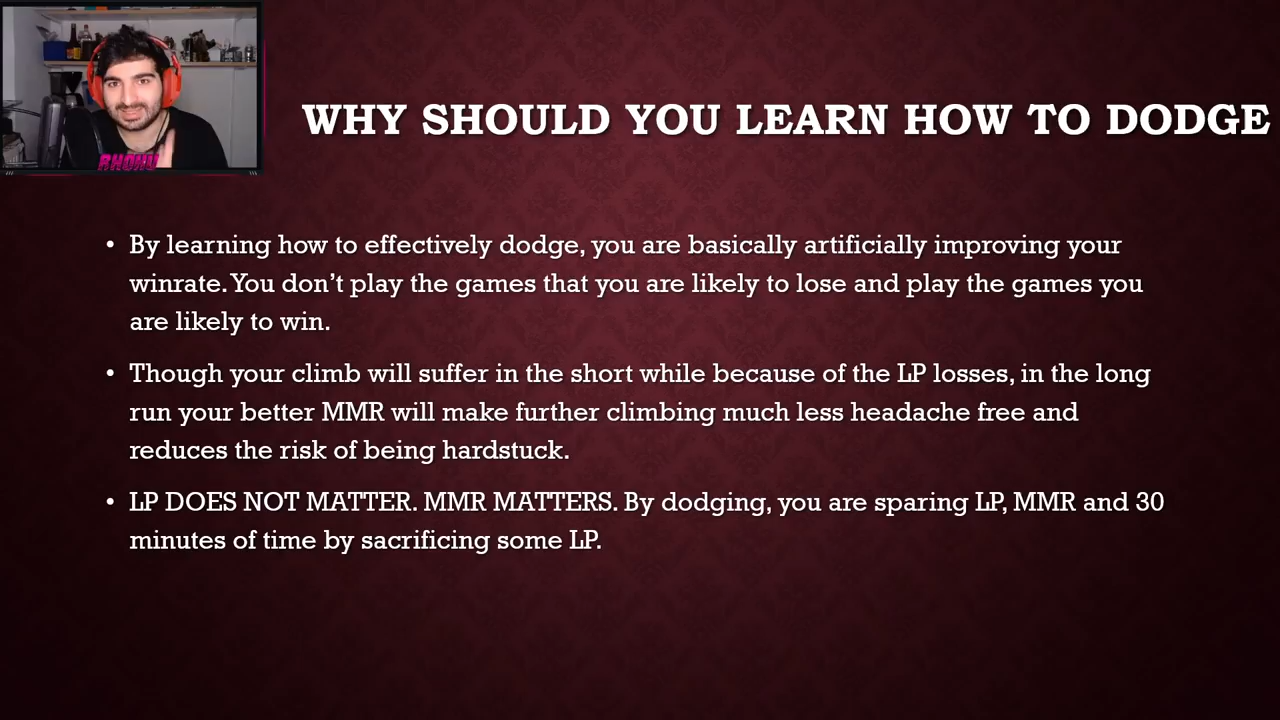 WHY SHOULD YOU LEARN HOW TO DODGE
RHOKU
• By learning how to effectively dodge, you are basically artificially improving your
winrate. You don't play the games that you are likely to lose and play the games you
are likely to win.
• Though your climb will suffer in the short while because of the LP losses, in the long
run your better MMR will make further climbing much less headache free and
reduces the risk of being hardstuck.
• LP DOES NOT MATTER. MMR MATTERS. By dodging, you are sparing LP, MMR and 30
minutes of time by sacrificing some LP.